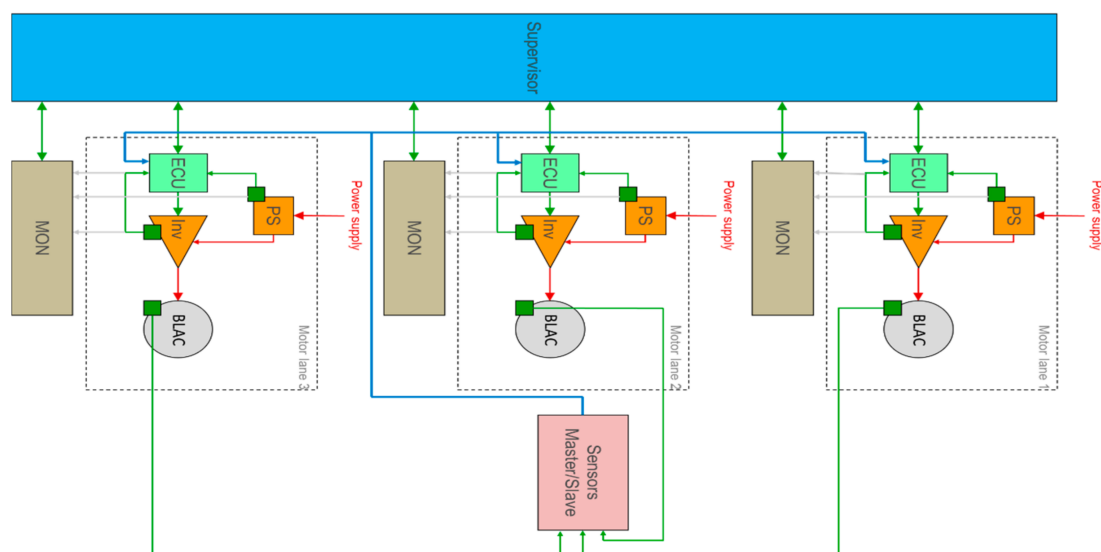 Supervisor
MON
ECU
PS
Inv
BLAC
Power supply
Motor lane 3
MON
ECU
PS
Inv
BLAC
Power supply
Motor lane 2
MON
ECU
PS
Inv
BLAC
Power supply
Motor lane 1
Sensors
Master/Slave